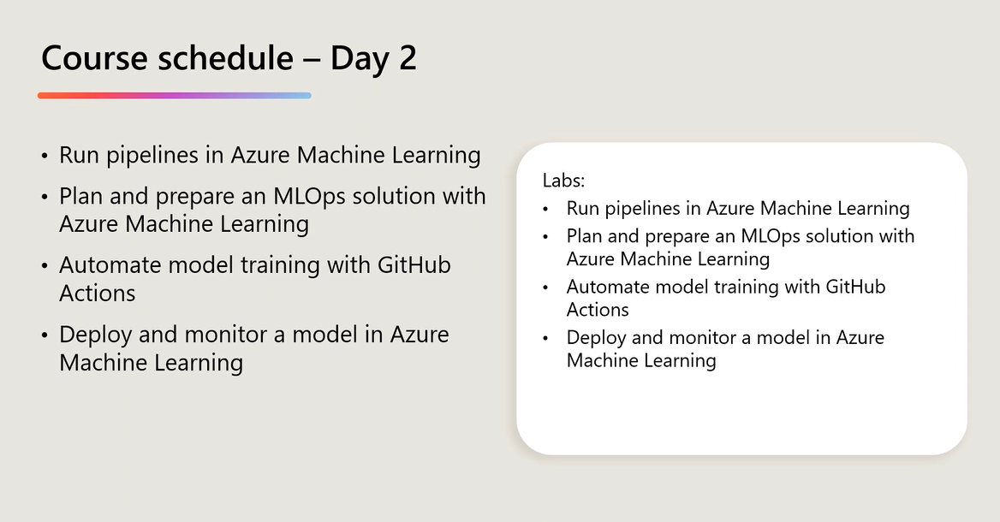 Course schedule – Day 2
• Run pipelines in Azure Machine Learning
• Plan and prepare an MLOps solution with
Azure Machine Learning
• Automate model training with GitHub
Actions
• Deploy and monitor a model in Azure
Machine Learning
Labs:
• Run pipelines in Azure Machine Learning
• Plan and prepare an MLOps solution with
Azure Machine Learning
• Automate model training with GitHub
Actions
• Deploy and monitor a model in Azure
Machine Learning